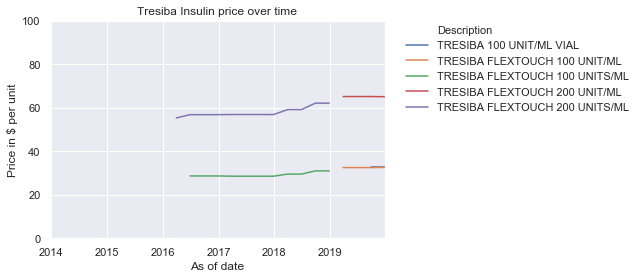 Tresiba Insulin price over time
Price in $ per unit
100
80
60
40
20
0
2014 2015 2016 2017 2018 2019
As of date
Description
TRESIBA 100 UNIT/ML VIAL
TRESIBA FLEXTOUCH 100 UNIT/ML
TRESIBA FLEXTOUCH 100 UNITS/ML
TRESIBA FLEXTOUCH 200 UNIT/ML
TRESIBA FLEXTOUCH 200 UNITS/ML